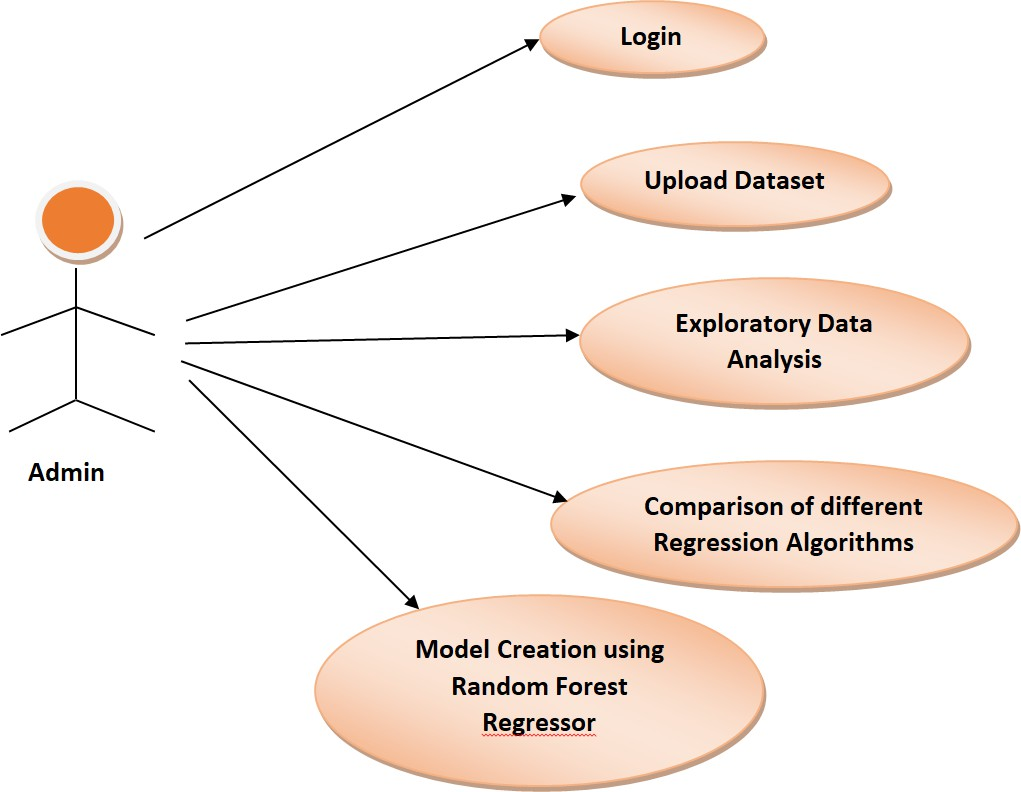 Login
Upload Dataset
Exploratory Data
Analysis
Admin
Comparison of different
Regression Algorithms
Model Creation using
Random Forest
Regressor